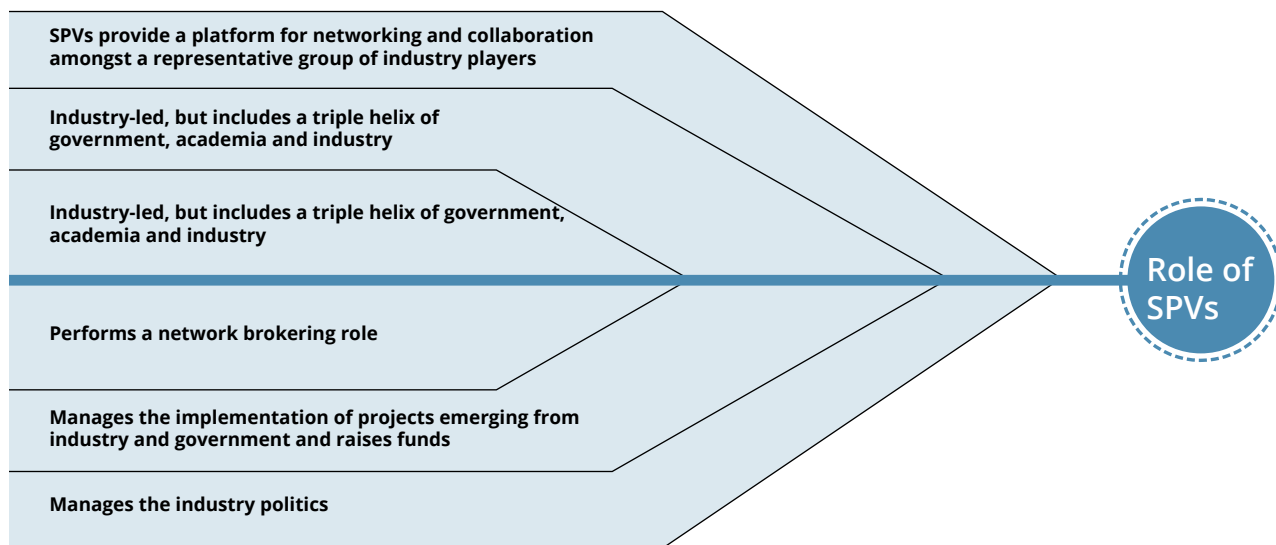 SPVs provide a platform for networking and collaboration
amongst a representative group of industry players
Industry-led, but includes a triple helix of
government, academia and industry
Industry-led, but includes a triple helix of government,
academia and industry
Role of
SPVs
Performs a network brokering role
Manages the implementation of projects emerging from
industry and government and raises funds
Manages the industry politics